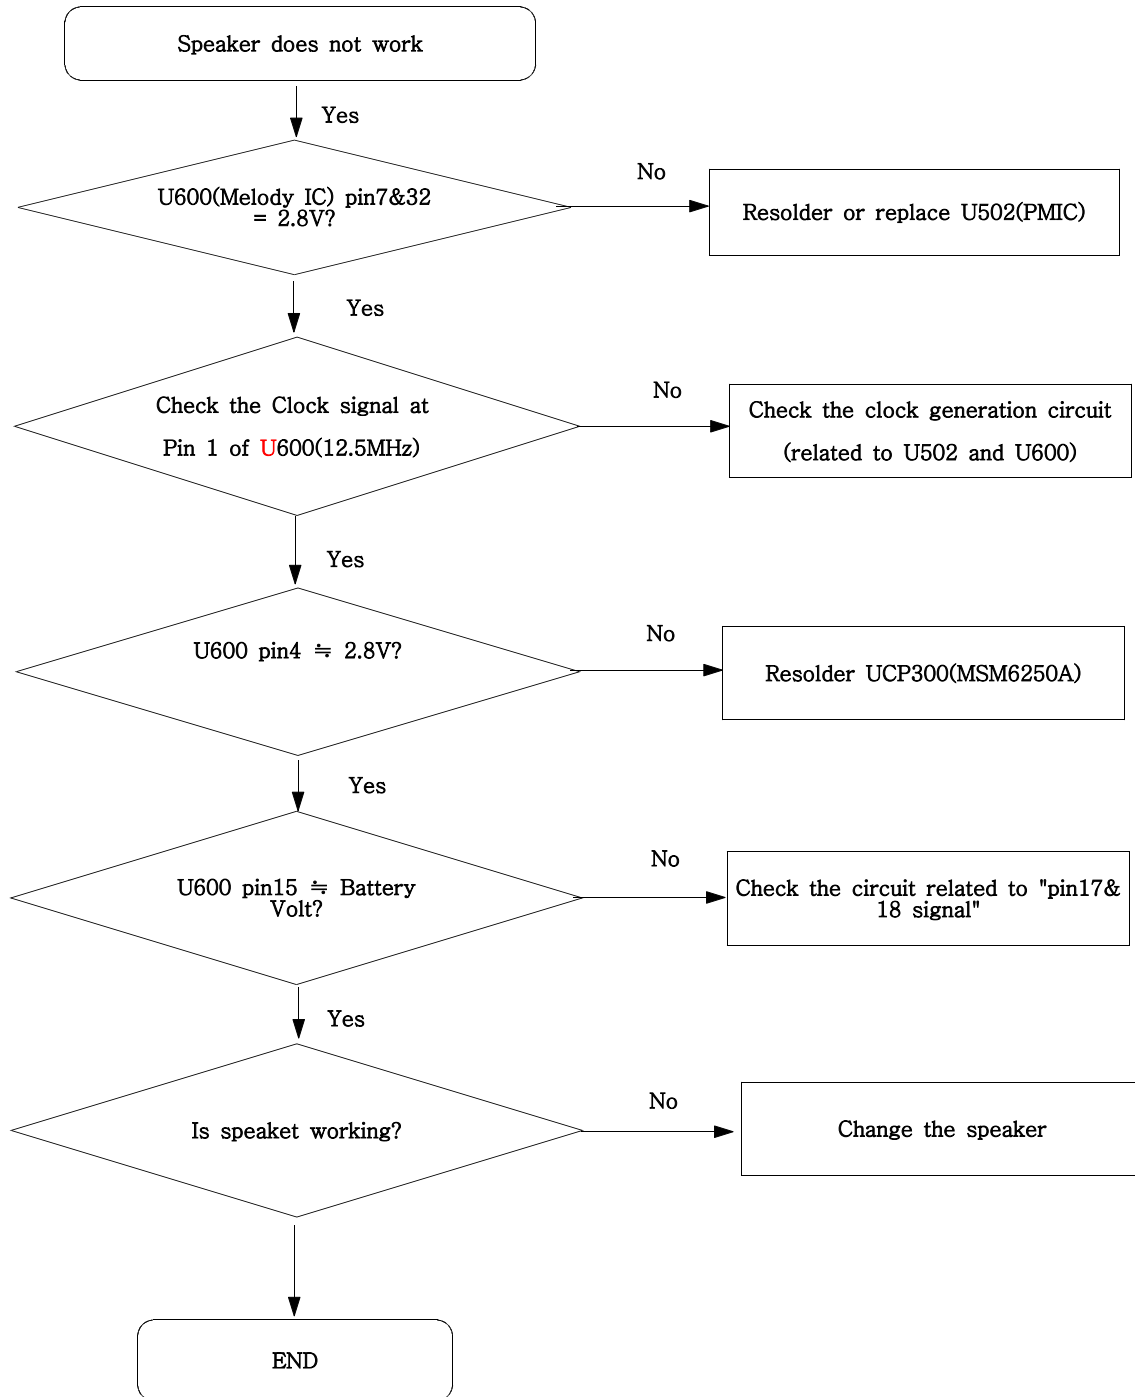 Speaker does not work
Yes
U600(Melody IC) pin7&32
= 2.8V?
No
Resolder or replace U502(PMIC)
Yes
Check the Clock signal at
Pin 1 of U600(12.5MHz)
No
Check the clock generation circuit
(related to U502 and U600)
Yes
U600 pin4 ≒ 2.8V?
No
Resolder UCP300(MSM6250A)
Yes
U600 pin15 ≒ Battery
Volt?
No
Check the circuit related to "pin17&
18 signal"
Yes
Is speaket working?
No
Change the speaker
END